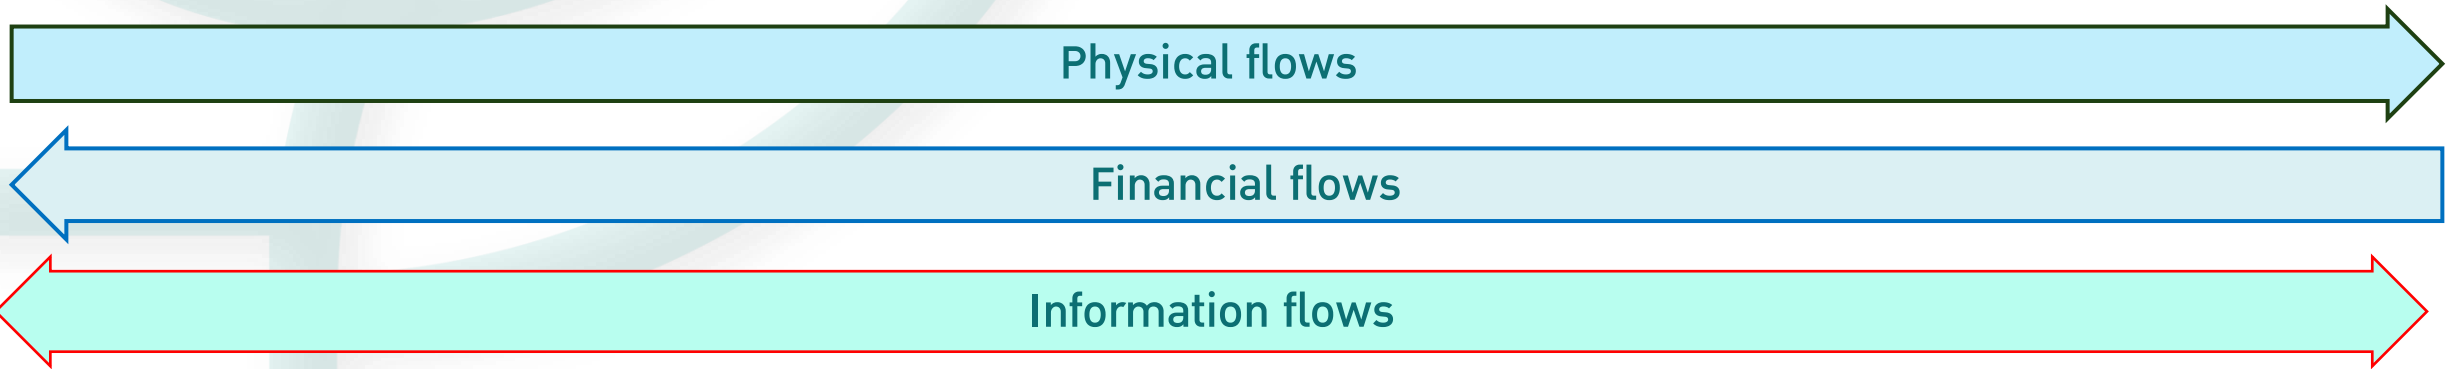 Physical flows
Financial flows
Information flows